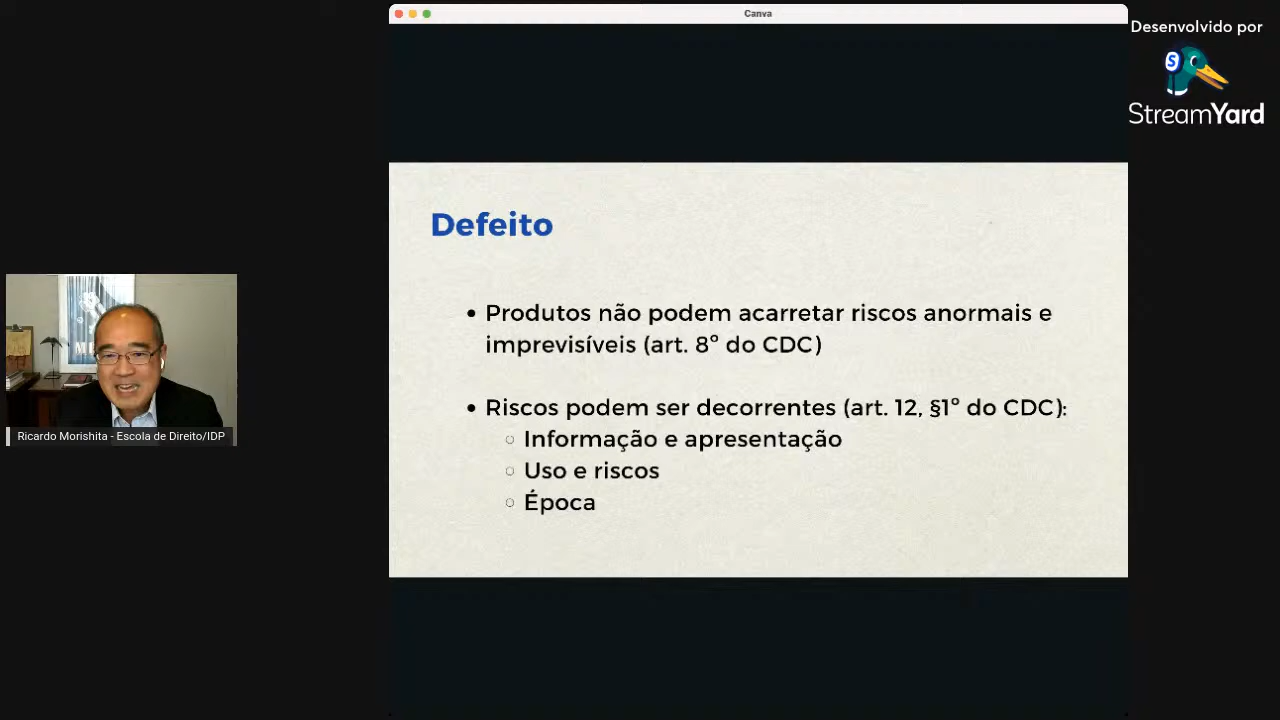 Canva
Desenvolvido por
StreamYard
Defeito
• Produtos não podem acarretar riscos anormais e
imprevisíveis (art. 8º do CDC)
• Riscos podem ser decorrentes (art. 12, §1º do CDC):
○ Informação e apresentação
○ Uso e riscos
○ Época
Ricardo Morishita - Escola de Direito/IDP